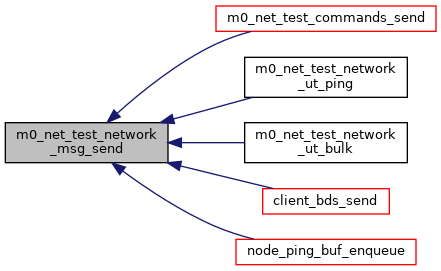 m0_net_test_commands_send
m0_net_test_network
_ut_ping
m0_net_test_network
_msg_send
m0_net_test_network
_ut_bulk
client_bds_send
node_ping_buf_enqueue